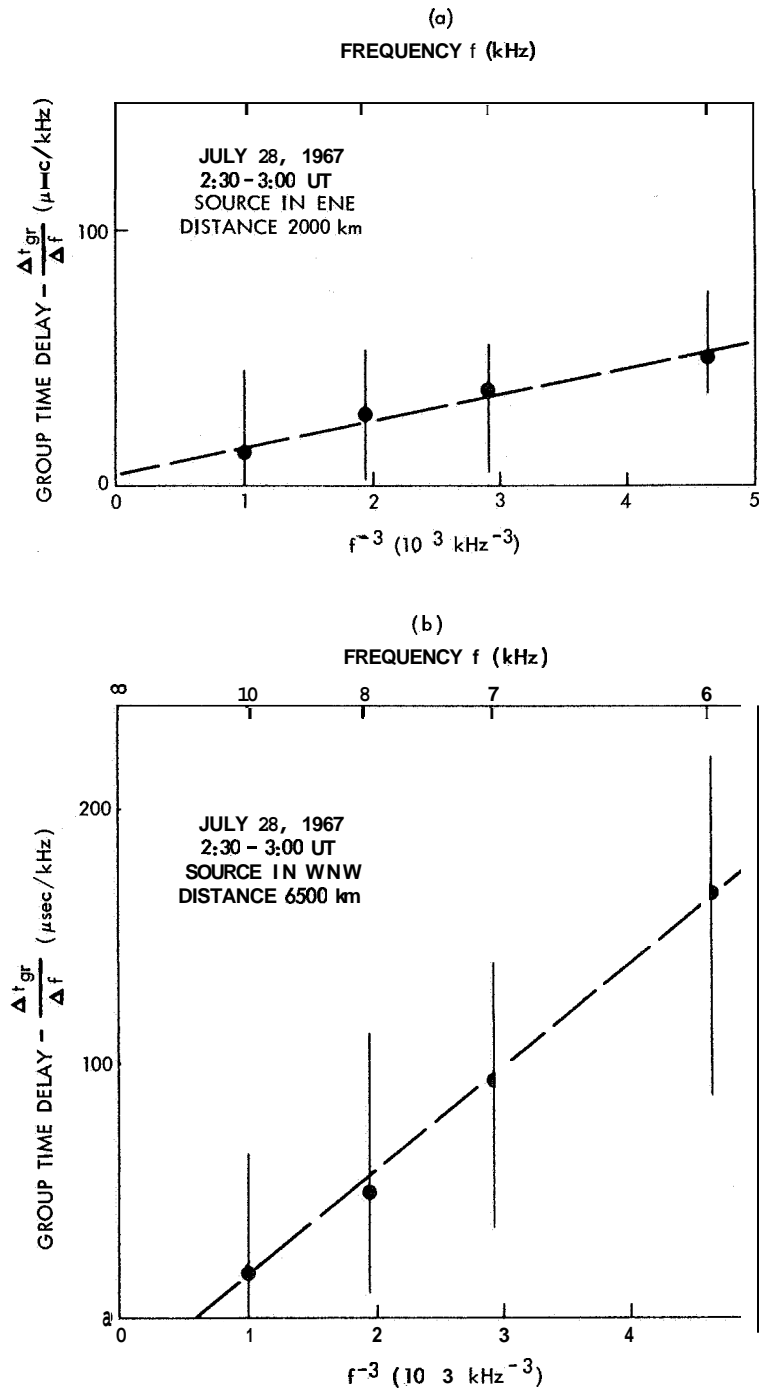 (a)
FREQUENCY f (kHz)
GROUP TIME DELAY – Δtgr/Δf (μ═c/kHz)
JULY 28, 1967
2:30 – 3:00 UT
SOURCE IN ENE
DISTANCE 2000 km
100
0
0 1 2 3 4 5
f⁻³ (10 3 kHz⁻³)
(b)
FREQUENCY f (kHz)
∞ 10 8 7 6
GROUP TIME DELAY – Δtgr/Δf (μsec/kHz)
200
JULY 28, 1967
2:30 – 3:00 UT
SOURCE IN WNW
DISTANCE 6500 km
100
0 1 2 3 4
f⁻³ (10 3 kHz⁻³)